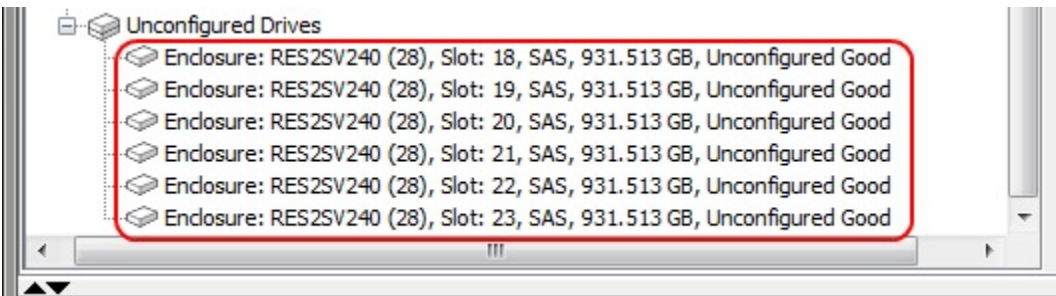 Unconfigured Drives
Enclosure: RES2SV240 (28), Slot: 18, SAS, 931.513 GB, Unconfigured Good
Enclosure: RES2SV240 (28), Slot: 19, SAS, 931.513 GB, Unconfigured Good
Enclosure: RES2SV240 (28), Slot: 20, SAS, 931.513 GB, Unconfigured Good
Enclosure: RES2SV240 (28), Slot: 21, SAS, 931.513 GB, Unconfigured Good
Enclosure: RES2SV240 (28), Slot: 22, SAS, 931.513 GB, Unconfigured Good
Enclosure: RES2SV240 (28), Slot: 23, SAS, 931.513 GB, Unconfigured Good